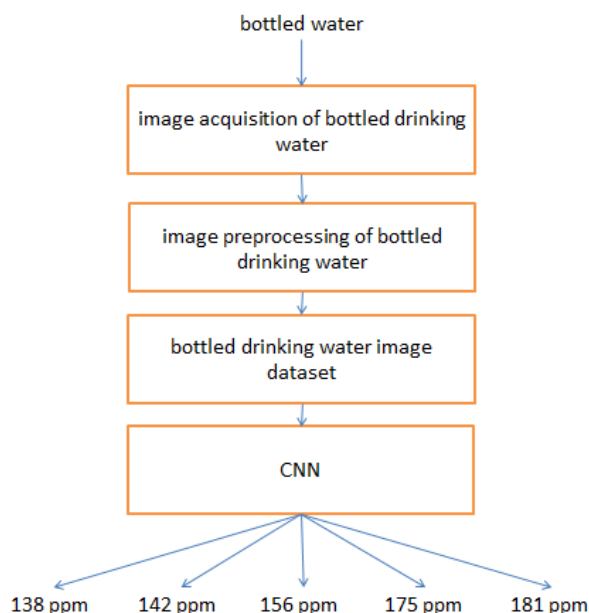 bottled water
image acquisition of bottled drinking
water
image preprocessing of bottled
drinking water
bottled drinking water image
dataset
CNN
138 ppm 142 ppm 156 ppm 175 ppm 181 ppm